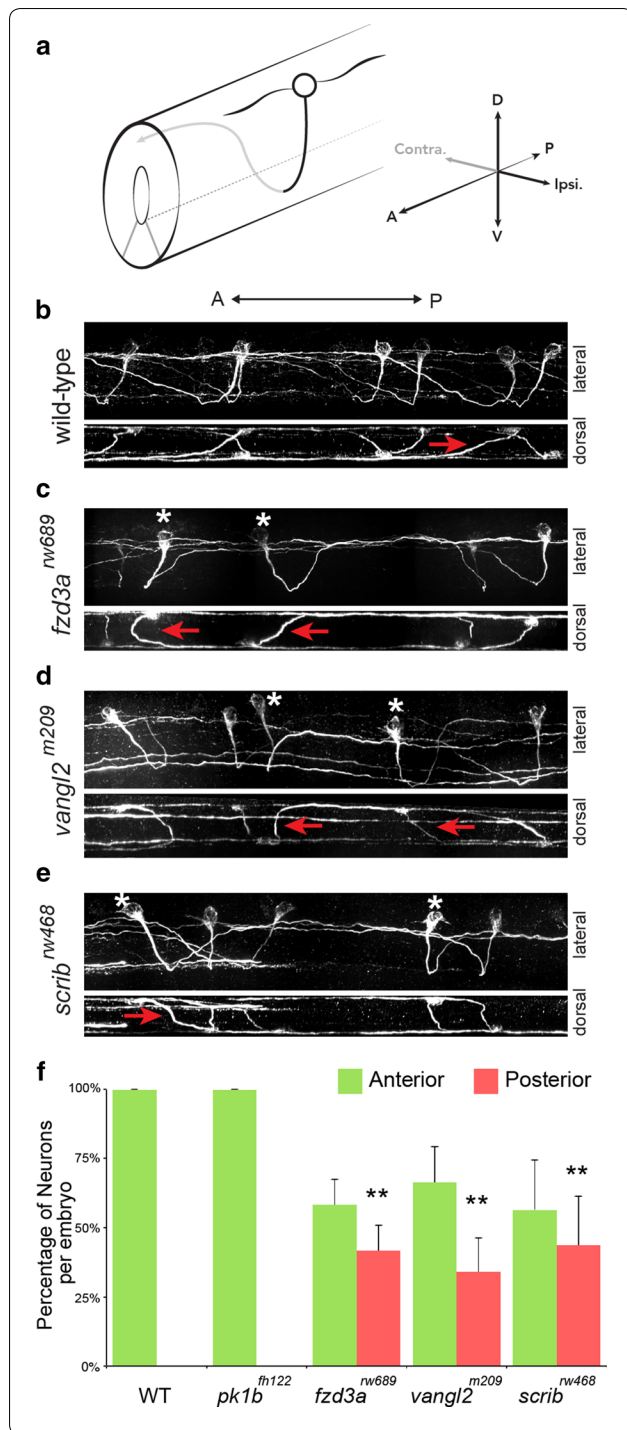 a
D
Contra.
P
Ipsi.
A
V
A P
b
wild-type
lateral
dorsal
c
fzd3a rw689
*
*
lateral
dorsal
d
vangl2 m209
*
*
lateral
dorsal
e
scrib rw468
*
*
lateral
dorsal
f
Anterior
Posterior
Percentage of Neurons
per embryo
100%
75%
50%
25%
0%
**
**
**
WT
pk1b fh122
fzd3a rw689
vangl2 m209
scrib rw468